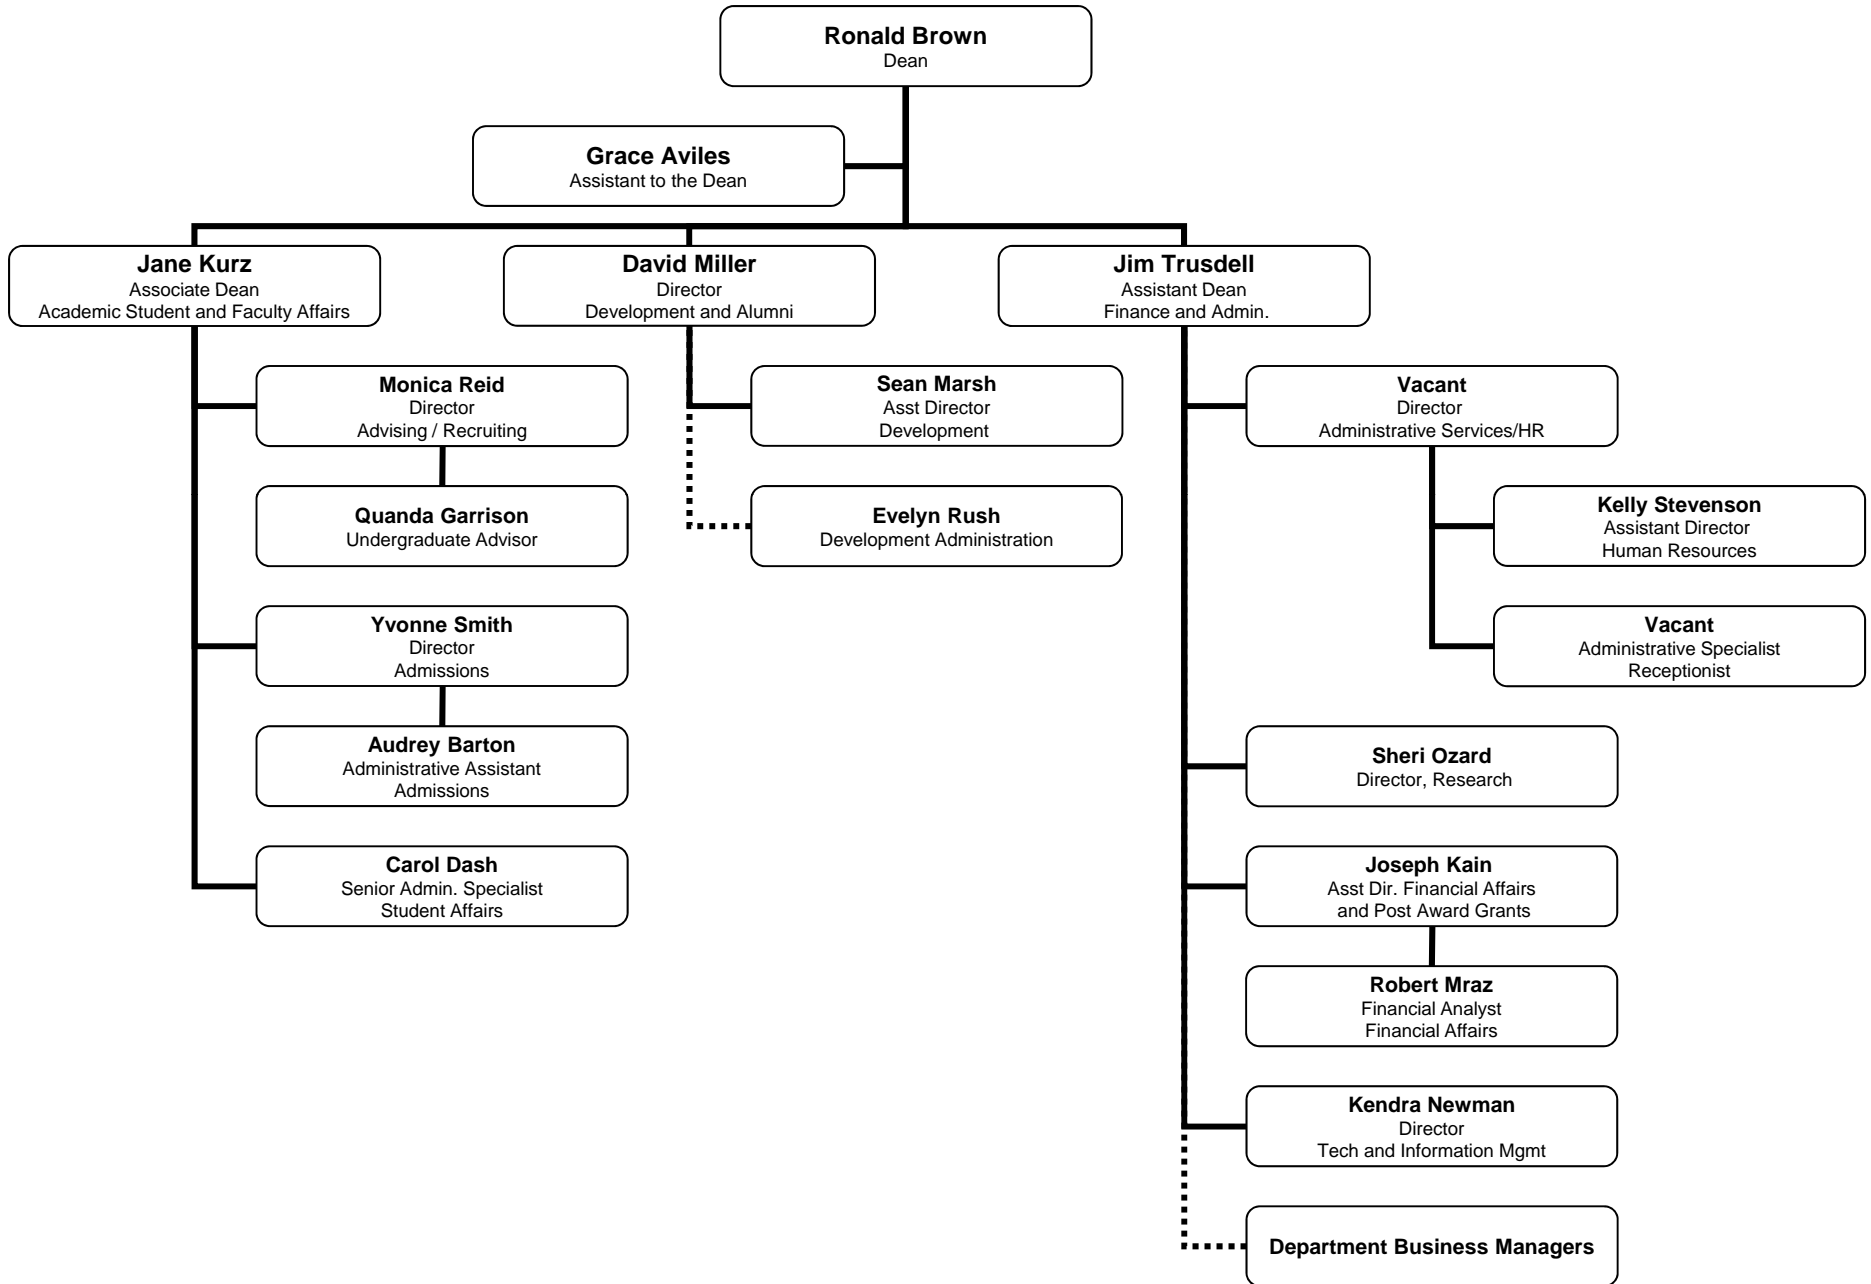 Ronald Brown
Dean
Grace Aviles
Assistant to the Dean
Jane Kurz
Associate Dean
Academic Student and Faculty Affairs
David Miller
Director
Development and Alumni
Jim Trusdell
Assistant Dean
Finance and Admin.
Monica Reid
Director
Advising / Recruiting
Quanda Garrison
Undergraduate Advisor
Yvonne Smith
Director
Admissions
Audrey Barton
Administrative Assistant
Admissions
Carol Dash
Senior Admin. Specialist
Student Affairs
Sean Marsh
Asst Director
Development
Evelyn Rush
Development Administration
Vacant
Director
Administrative Services/HR
Kelly Stevenson
Assistant Director
Human Resources
Vacant
Administrative Specialist
Receptionist
Sheri Ozard
Director, Research
Joseph Kain
Asst Dir. Financial Affairs
and Post Award Grants
Robert Mraz
Financial Analyst
Financial Affairs
Kendra Newman
Director
Tech and Information Mgmt
Department Business Managers